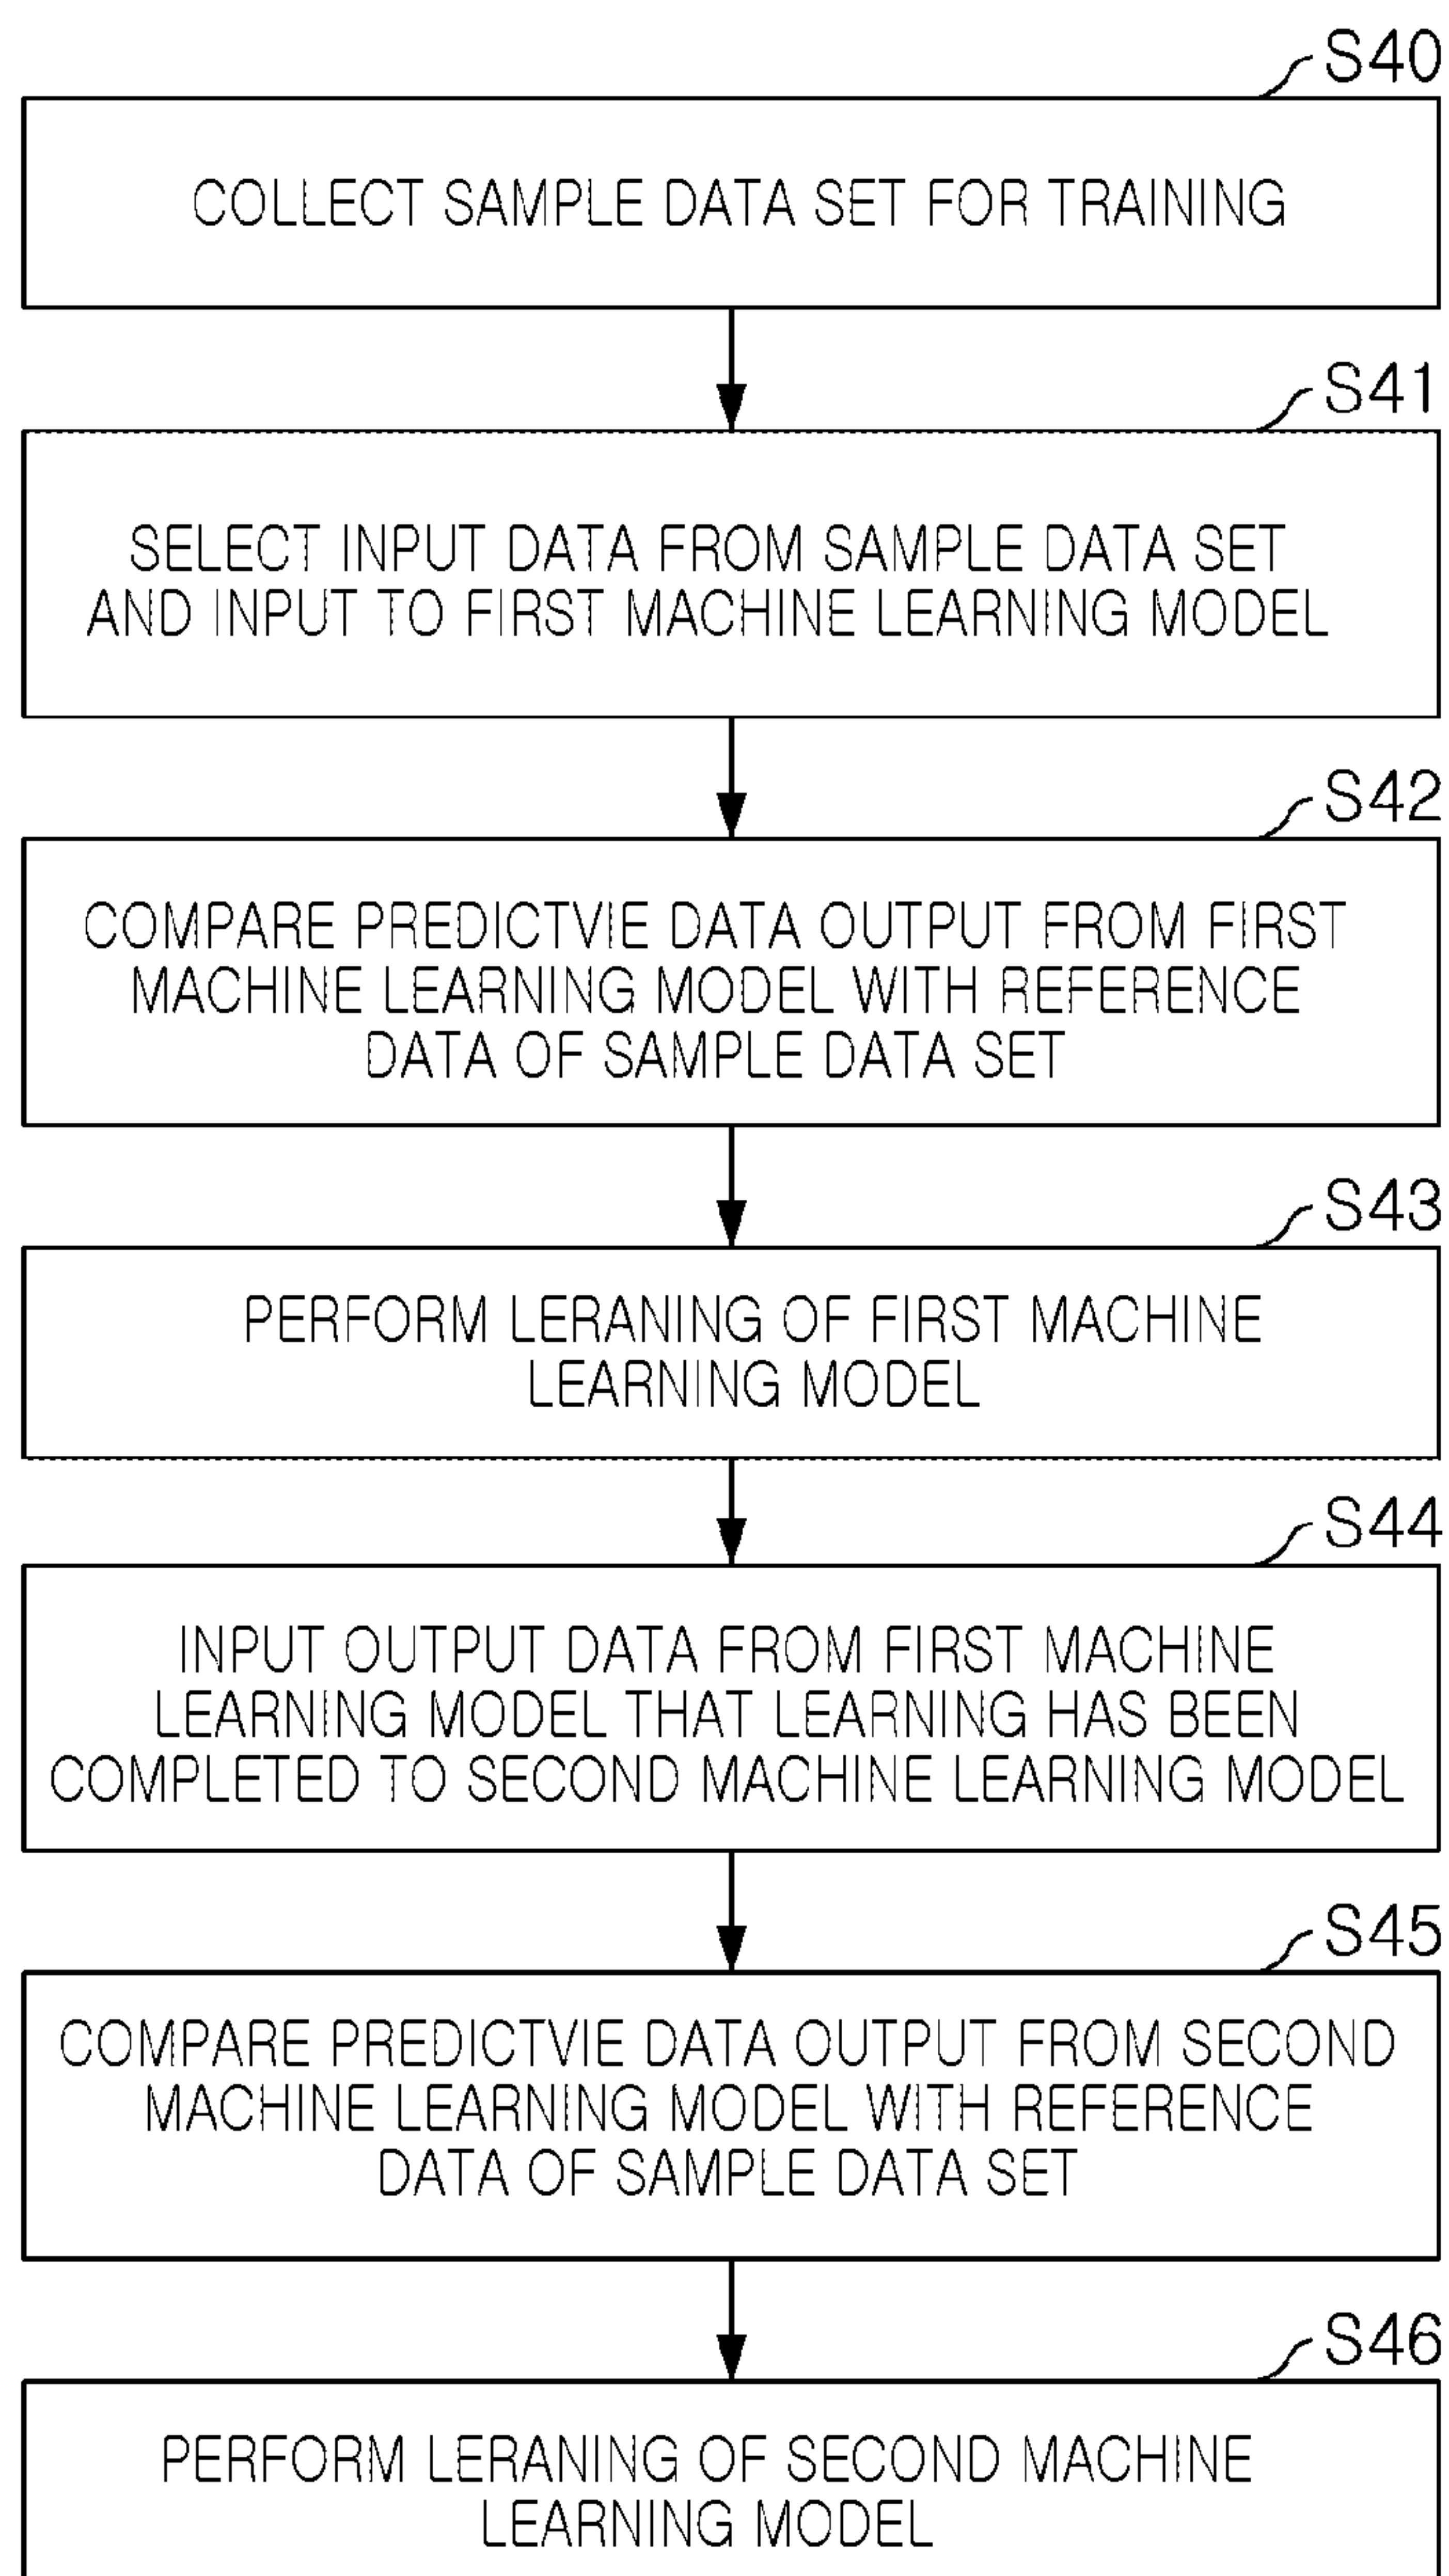 S40
COLLECT SAMPLE DATA SET FOR TRAINING
S41
SELECT INPUT DATA FROM SAMPLE DATA SET
AND INPUT TO FIRST MACHINE LEARNING MODEL
S42
COMPARE PREDICTVIE DATA OUTPUT FROM FIRST
MACHINE LEARNING MODEL WITH REFERENCE
DATA OF SAMPLE DATA SET
S43
PERFORM LERANING OF FIRST MACHINE
LEARNING MODEL
S44
INPUT OUTPUT DATA FROM FIRST MACHINE
LEARNING MODEL THAT LEARNING HAS BEEN
COMPLETED TO SECOND MACHINE LEARNING MODEL
S45
COMPARE PREDICTVIE DATA OUTPUT FROM SECOND
MACHINE LEARNING MODEL WITH REFERENCE
DATA OF SAMPLE DATA SET
S46
PERFORM LERANING OF SECOND MACHINE
LEARNING MODEL